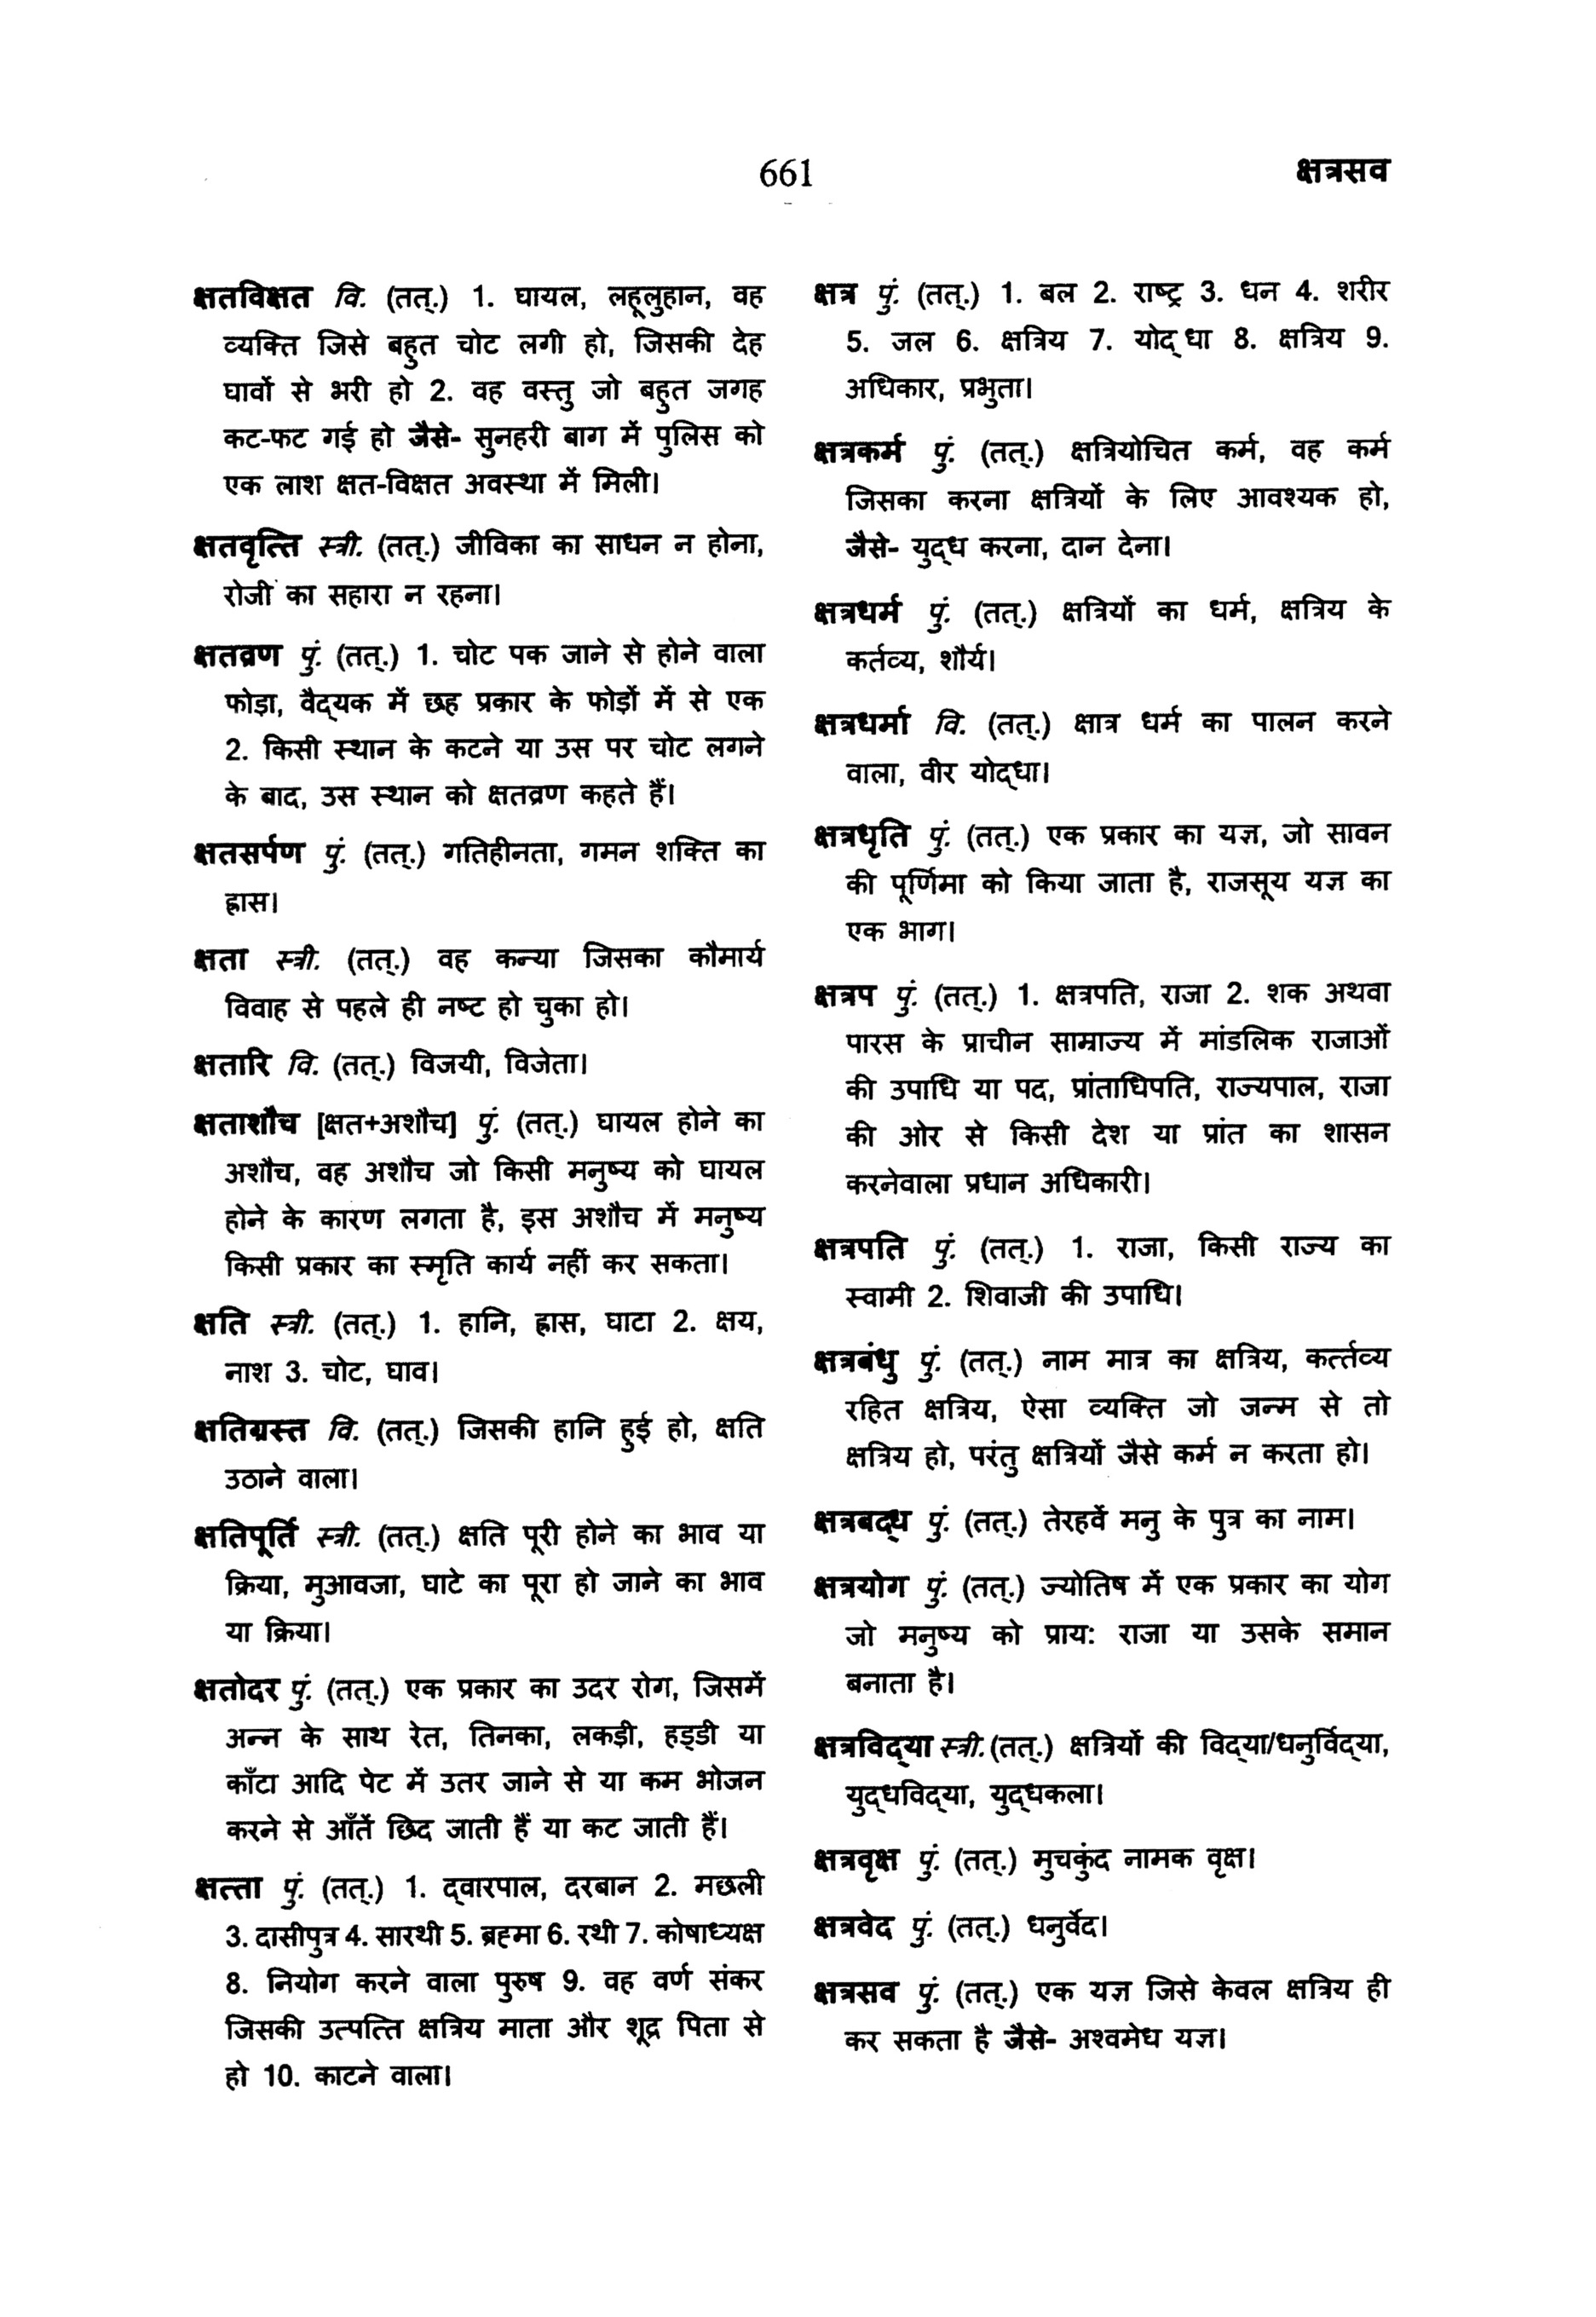 661
क्षत्रसव
क्षतविक्षत वि. (तत्.) 1. घायल, लहूलुहान, वह
व्यक्ति जिसे बहुत चोट लगी हो, जिसकी देह
घावों से भरी हो 2. वह वस्तु जो बहुत जगह
कट-फट गई हो जैसे- सुनहरी बाग में पुलिस को
एक लाश क्षत-विक्षत अवस्था में मिली।
क्षतवृत्ति स्त्री. (तत्.) जीविका का साधन न होना,
रोजी का सहारा न रहना।
क्षतव्रण पुं. (तत्.) 1. चोट पक जाने से होने वाला
फोड़ा, वैद्‌यक में छह प्रकार के फोड़ों में से एक
2. किसी स्थान के कटने या उस पर चोट लगने
के बाद, उस स्थान को क्षतव्रण कहते हैं।
क्षतसर्पण पुं. (तत्.) गतिहीनता, गमन शक्ति का
ह्रास।
क्षता स्त्री. (तत्.) वह कन्या जिसका कौमार्य
विवाह से पहले ही नष्ट हो चुका हो।
क्षतारि वि. (तत्.) विजयी, विजेता।
क्षताशौच [क्षत+अशौच] पुं. (तत्.) घायल होने का
अशौच, वह अशौच जो किसी मनुष्य को घायल
होने के कारण लगता है, इस अशौच में मनुष्य
किसी प्रकार का स्मृति कार्य नहीं कर सकता।
क्षति स्त्री. (तत्.) 1. हानि, ह्रास, घाटा 2. क्षय,
नाश 3. चोट, घाव।
क्षतिग्रस्त वि. (तत्.) जिसकी हानि हुई हो, क्षति
उठाने वाला।
क्षतिपूर्ति स्त्री. (तत्.) क्षति पूरी होने का भाव या
क्रिया, मुआवजा, घाटे का पूरा हो जाने का भाव
या क्रिया।
क्षतोदर पुं. (तत्.) एक प्रकार का उदर रोग, जिसमें
अन्न के साथ रेत, तिनका, लकड़ी, हड्‌डी या
काँटा आदि पेट में उतर जाने से या कम भोजन
करने से आँतें छिद जाती हैं या कट जाती हैं।
क्षत्ता पुं. (तत्.) 1. द्‌वारपाल, दरबान 2. मछली
3. दासीपुत्र 4. सारथी 5. ब्रह्‌मा 6. रथी 7. कोषाध्यक्ष
8. नियोग करने वाला पुरुष 9. वह वर्ण संकर
जिसकी उत्पत्ति क्षत्रिय माता और शूद्र पिता से
हो 10. काटने वाला।
क्षत्र पुं. (तत्.) 1. बल 2. राष्ट्र 3. धन 4. शरीर
5. जल 6. क्षत्रिय 7. योद्‌धा 8. क्षत्रिय 9.
अधिकार, प्रभुता।
क्षत्रकर्म पुं. (तत्.) क्षत्रियोचित कर्म, वह कर्म
जिसका करना क्षत्रियों के लिए आवश्यक हो,
जैसे- युद्‌ध करना, दान देना।
क्षत्रधर्म पुं. (तत्.) क्षत्रियों का धर्म, क्षत्रिय के
कर्तव्य, शौर्य।
क्षत्रधर्मा वि. (तत्.) क्षात्र धर्म का पालन करने
वाला, वीर योद्‌धा।
क्षत्रधृति पुं. (तत्.) एक प्रकार का यज्ञ, जो सावन
की पूर्णिमा को किया जाता है, राजसूय यज्ञ का
एक भाग।
क्षत्रप पुं. (तत्.) 1. क्षत्रपति, राजा 2. शक अथवा
पारस के प्राचीन साम्राज्य में मांडलिक राजाओं
की उपाधि या पद, प्रांताधिपति, राज्यपाल, राजा
की ओर से किसी देश या प्रांत का शासन
करनेवाला प्रधान अधिकारी।
क्षत्रपति पुं. (तत्.) 1. राजा, किसी राज्य का
स्वामी 2. शिवाजी की उपाधि।
क्षत्रबंधु पुं. (तत्.) नाम मात्र का क्षत्रिय, कर्त्तव्य
रहित क्षत्रिय, ऐसा व्यक्ति जो जन्म से तो
क्षत्रिय हो, परंतु क्षत्रियों जैसे कर्म न करता हो।
क्षत्रबद्‌ध पुं. (तत्.) तेरहवें मनु के पुत्र का नाम।
क्षत्रयोग पुं. (तत्.) ज्योतिष में एक प्रकार का योग
जो मनुष्य को प्राय: राजा या उसके समान
बनाता है।
क्षत्रविद्‌या स्त्री. (तत्.) क्षत्रियों की विद्‌या/धनुर्विद्‌या,
युद्‌धविद्‌या, युद्‌धकला।
क्षत्रवृक्ष पुं. (तत्.) मुचकुंद नामक वृक्ष।
क्षत्रवेद पुं. (तत्.) धनुर्वेद।
क्षत्रसव पुं. (तत्.) एक यज्ञ जिसे केवल क्षत्रिय ही
कर सकता है जैसे- अश्वमेध यज्ञ।